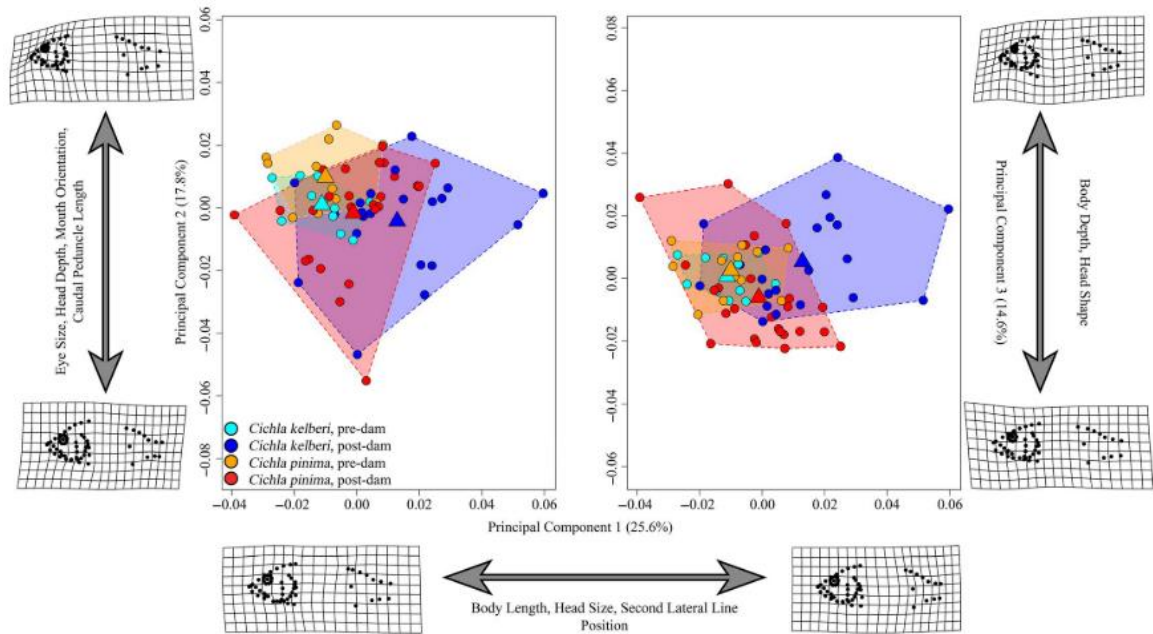 0.06
0.04
0.02
0.00
−0.02
−0.04
−0.06
−0.08
Principal Component 2 (17.8%)
Eye Size, Head Depth, Mouth Orientation,
Caudal Peduncle Length
Cichla kelberi, pre-dam
Cichla kelberi, post-dam
Cichla pinima, pre-dam
Cichla pinima, post-dam
−0.04 −0.02 0.00 0.02 0.04 0.06
0.08
0.06
0.04
0.02
0.00
−0.02
−0.04
−0.06
Principal Component 3 (14.6%)
Body Depth, Head Shape
−0.04 −0.02 0.00 0.02 0.04 0.06
Principal Component 1 (25.6%)
Body Length, Head Size, Second Lateral Line
Position